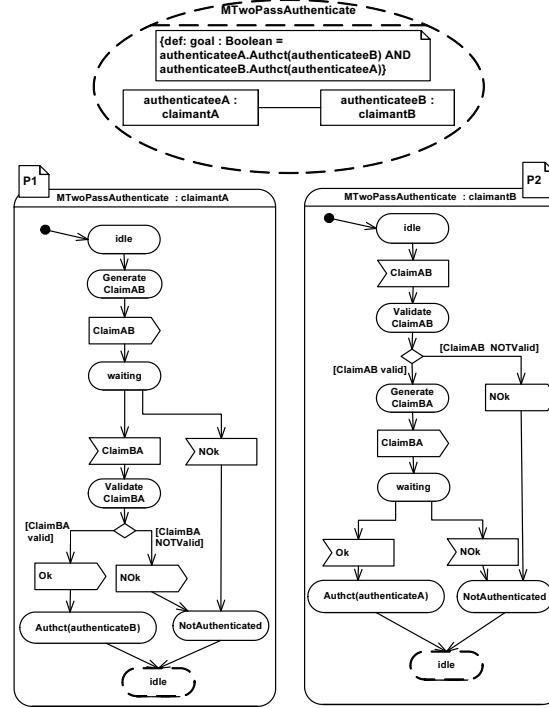 MTwoPassAuthenticate
{def: goal : Boolean =
authenticateeA.Authct(authenticateeB) AND
authenticateeB.Authct(authenticateeA)}
authenticateeA :
claimantA
authenticateeB :
claimantB
P1
MTwoPassAuthenticate : claimantA
idle
Generate
ClaimAB
ClaimAB
waiting
ClaimBA
NOk
Validate
ClaimBA
[ClaimBA
valid]
[ClaimBA
NOTValid]
Ok
NOk
Authct(authenticateB)
NotAuthenticated
idle
P2
MTwoPassAuthenticate : claimantB
idle
ClaimAB
Validate
ClaimAB
[ClaimAB NOTValid]
[ClaimAB valid]
Generate
ClaimBA
NOk
ClaimBA
waiting
Ok
NOk
Authct(authenticateA)
NotAuthenticated
idle